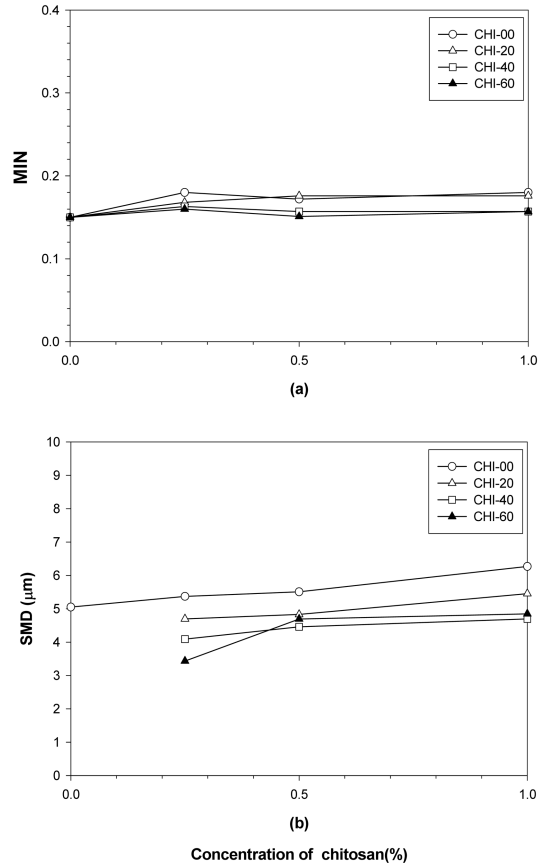 0.4
0.3
0.2
0.1
0.0
MIN
CHI-00
CHI-20
CHI-40
CHI-60
0.0 0.5 1.0
(a)
10
9
8
7
6
5
4
3
2
1
0
SMD (μm)
CHI-00
CHI-20
CHI-40
CHI-60
0.0 0.5 1.0
(b)
Concentration of chitosan(%)